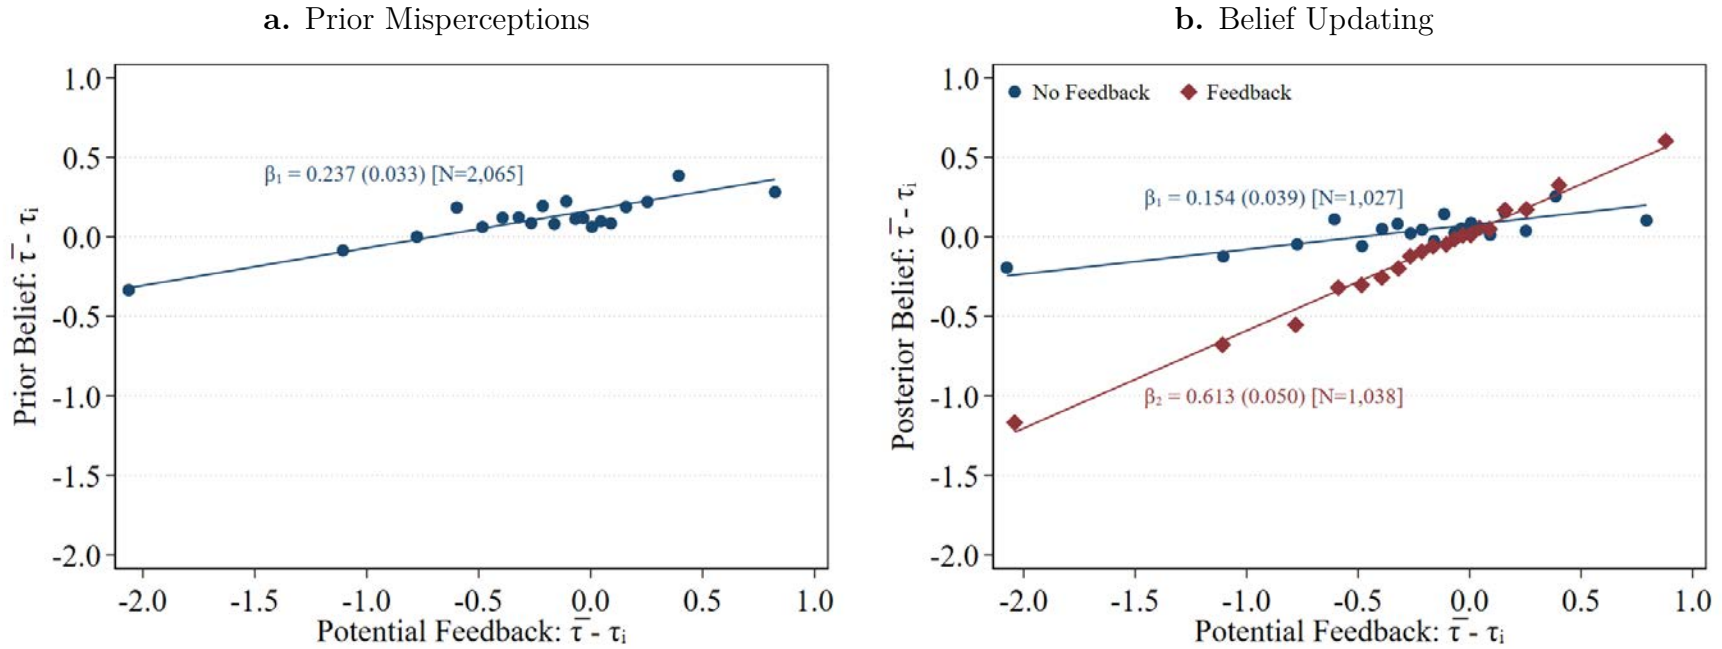 a. Prior Misperceptions
1.0
0.5
0.0
-0.5
-1.0
-1.5
-2.0
Prior Belief: τ̅ - τᵢ
β₁ = 0.237 (0.033) [N=2,065]
-2.0 -1.5 -1.0 -0.5 0.0 0.5 1.0
Potential Feedback: τ̅ - τᵢ
b. Belief Updating
1.0
0.5
0.0
-0.5
-1.0
-1.5
-2.0
Posterior Belief: τ̅ - τᵢ
No Feedback Feedback
β₁ = 0.154 (0.039) [N=1,027]
β₂ = 0.613 (0.050) [N=1,038]
-2.0 -1.5 -1.0 -0.5 0.0 0.5 1.0
Potential Feedback: τ̅ - τᵢ